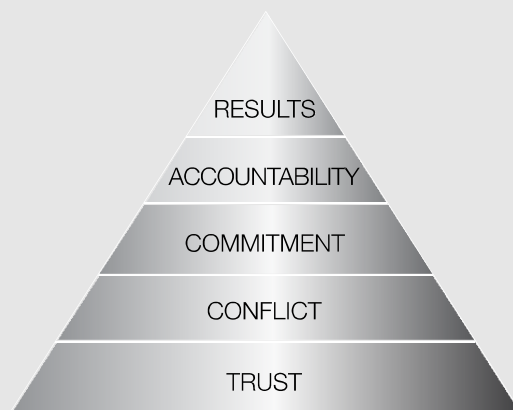 RESULTS
ACCOUNTABILITY
COMMITMENT
CONFLICT
TRUST